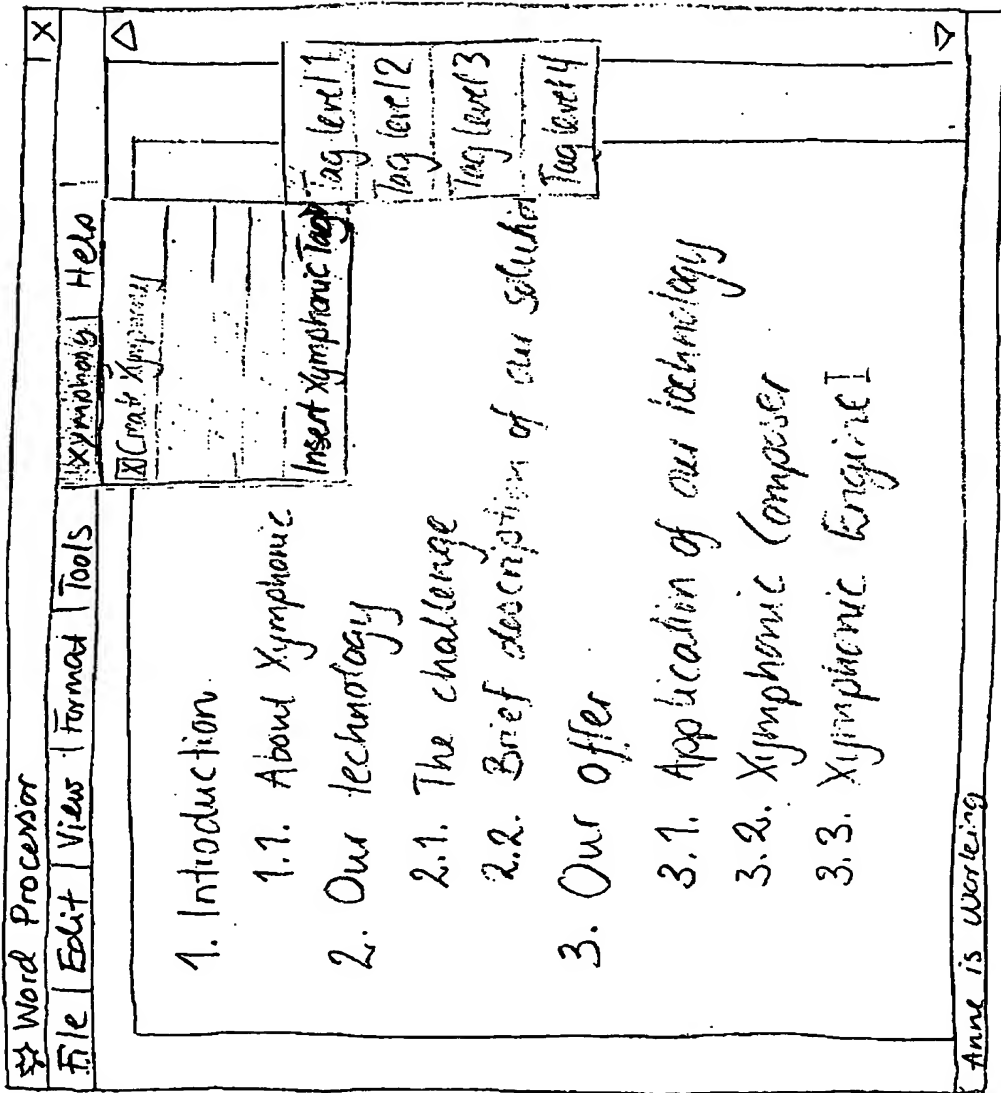 Word Processor X
File Edit View Format Tools Xymphony Help
Creat Xymphony
Insert Xymphonic Tag
Tag level 1
Tag level 2
Tag level 3
Tag level 4
1. Introduction
1.1. About Xymphonic
2. Our technology
2.1. The challenge
2.2. Brief description of our solution
3. Our offer
3.1. Application of our technology
3.2. Xymphonic Composer
3.3. Xymphonic Engine
Anne is working